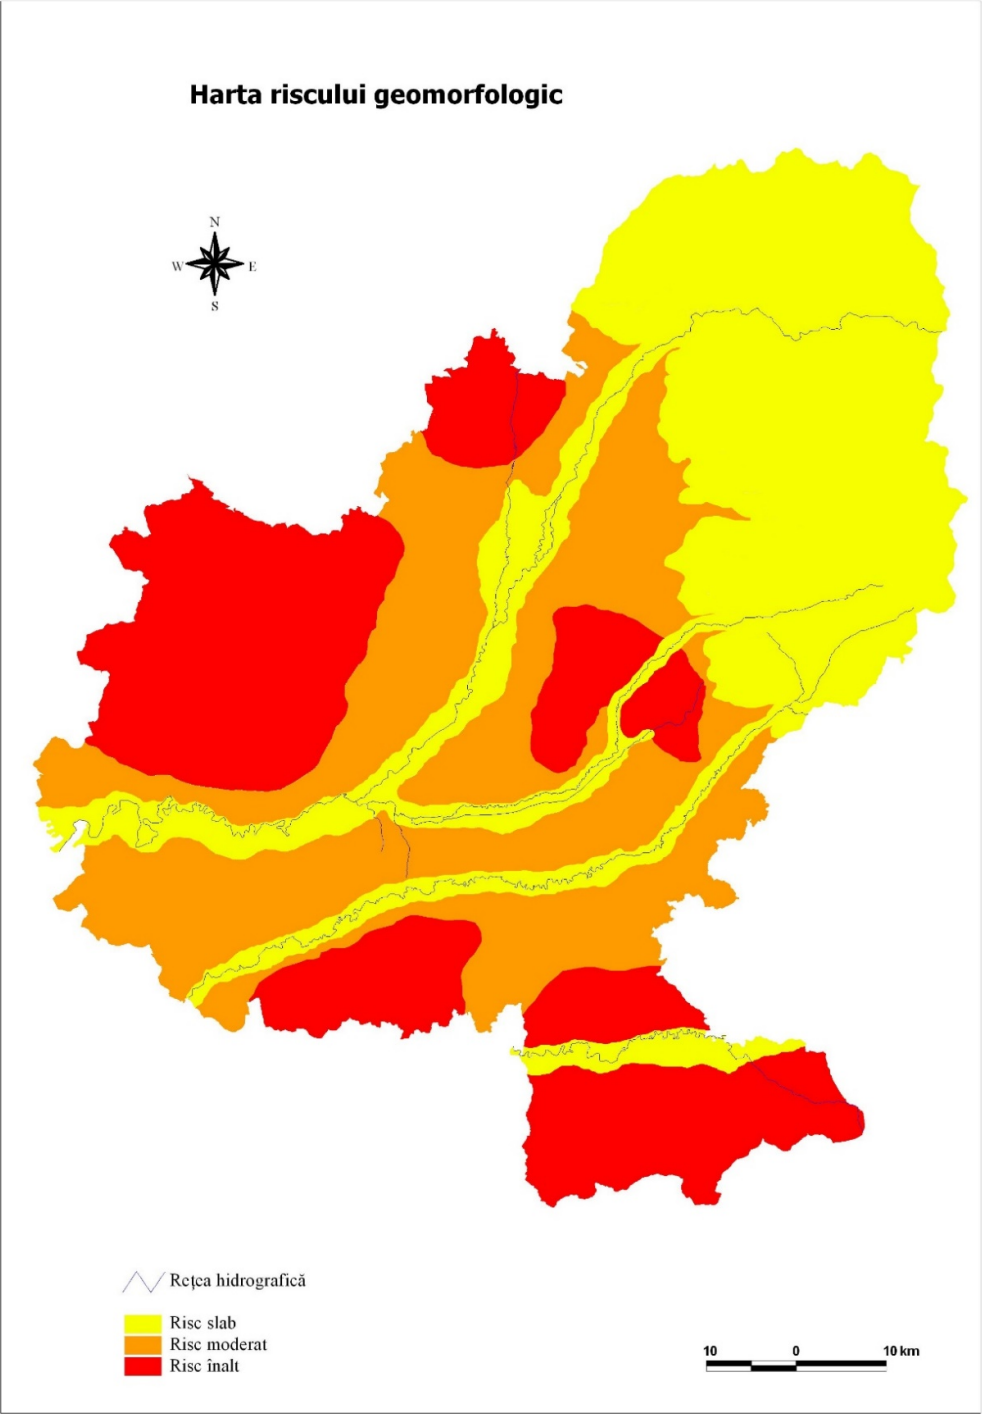 Harta riscului geomorfologic
N
W E
S
Rețea hidrografică
Risc slab
Risc moderat
Risc înalt
10 0 10 km